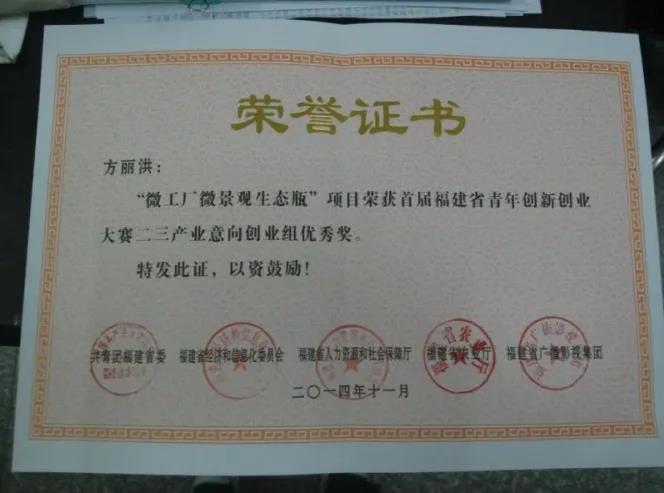 荣誉证书
方丽洪：
“微工厂微景观生态瓶”项目荣获首届福建省青年创新创业
大赛二三产业意向创业组优秀奖。
特发此证，以资鼓励！
共青团福建省委 福建省经济和信息化委员会 福建省人力资源和社会保障厅 福建省农业厅 福建省广播影视集团
二〇一四年十一月